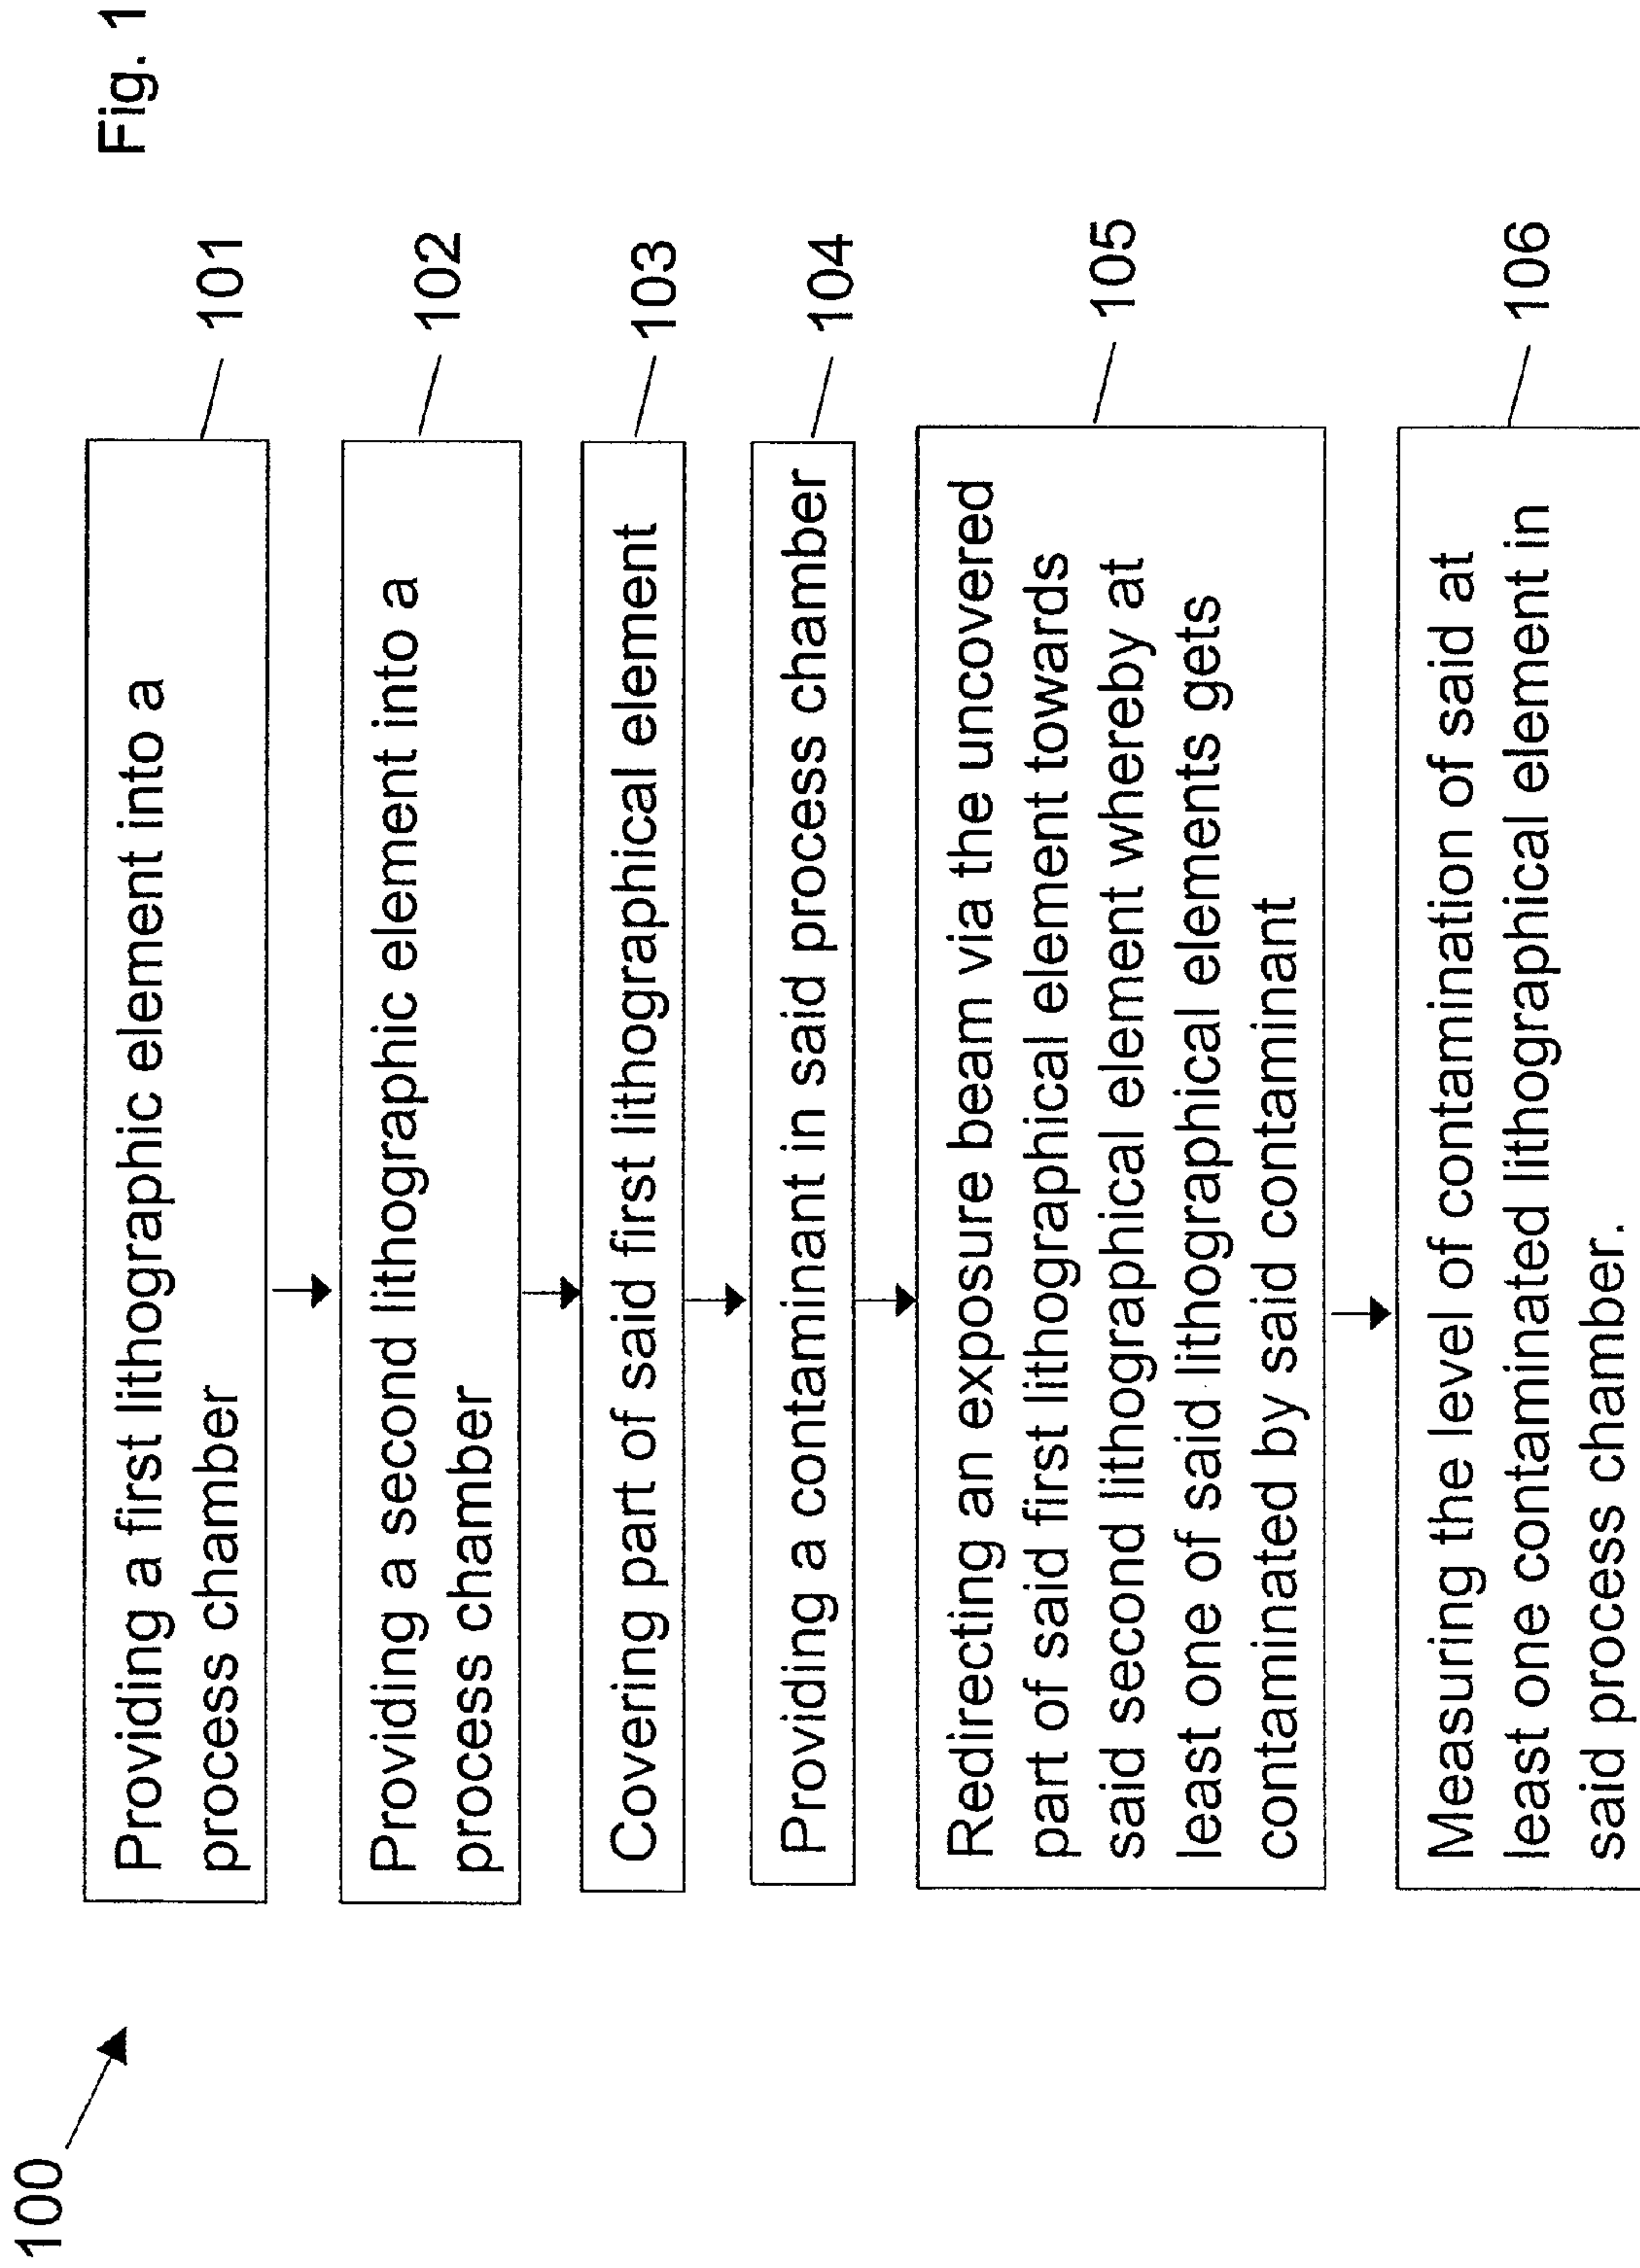 Fig. 1
100
Providing a first lithographic element into a
process chamber
101
Providing a second lithographic element into a
process chamber
102
Covering part of said first lithographical element
103
Providing a contaminant in said process chamber
104
Redirecting an exposure beam via the uncovered
part of said first lithographical element towards
said second lithographical element whereby at
least one of said lithographical elements gets
contaminated by said contaminant
105
Measuring the level of contamination of said at
least one contaminated lithographical element in
said process chamber.
106